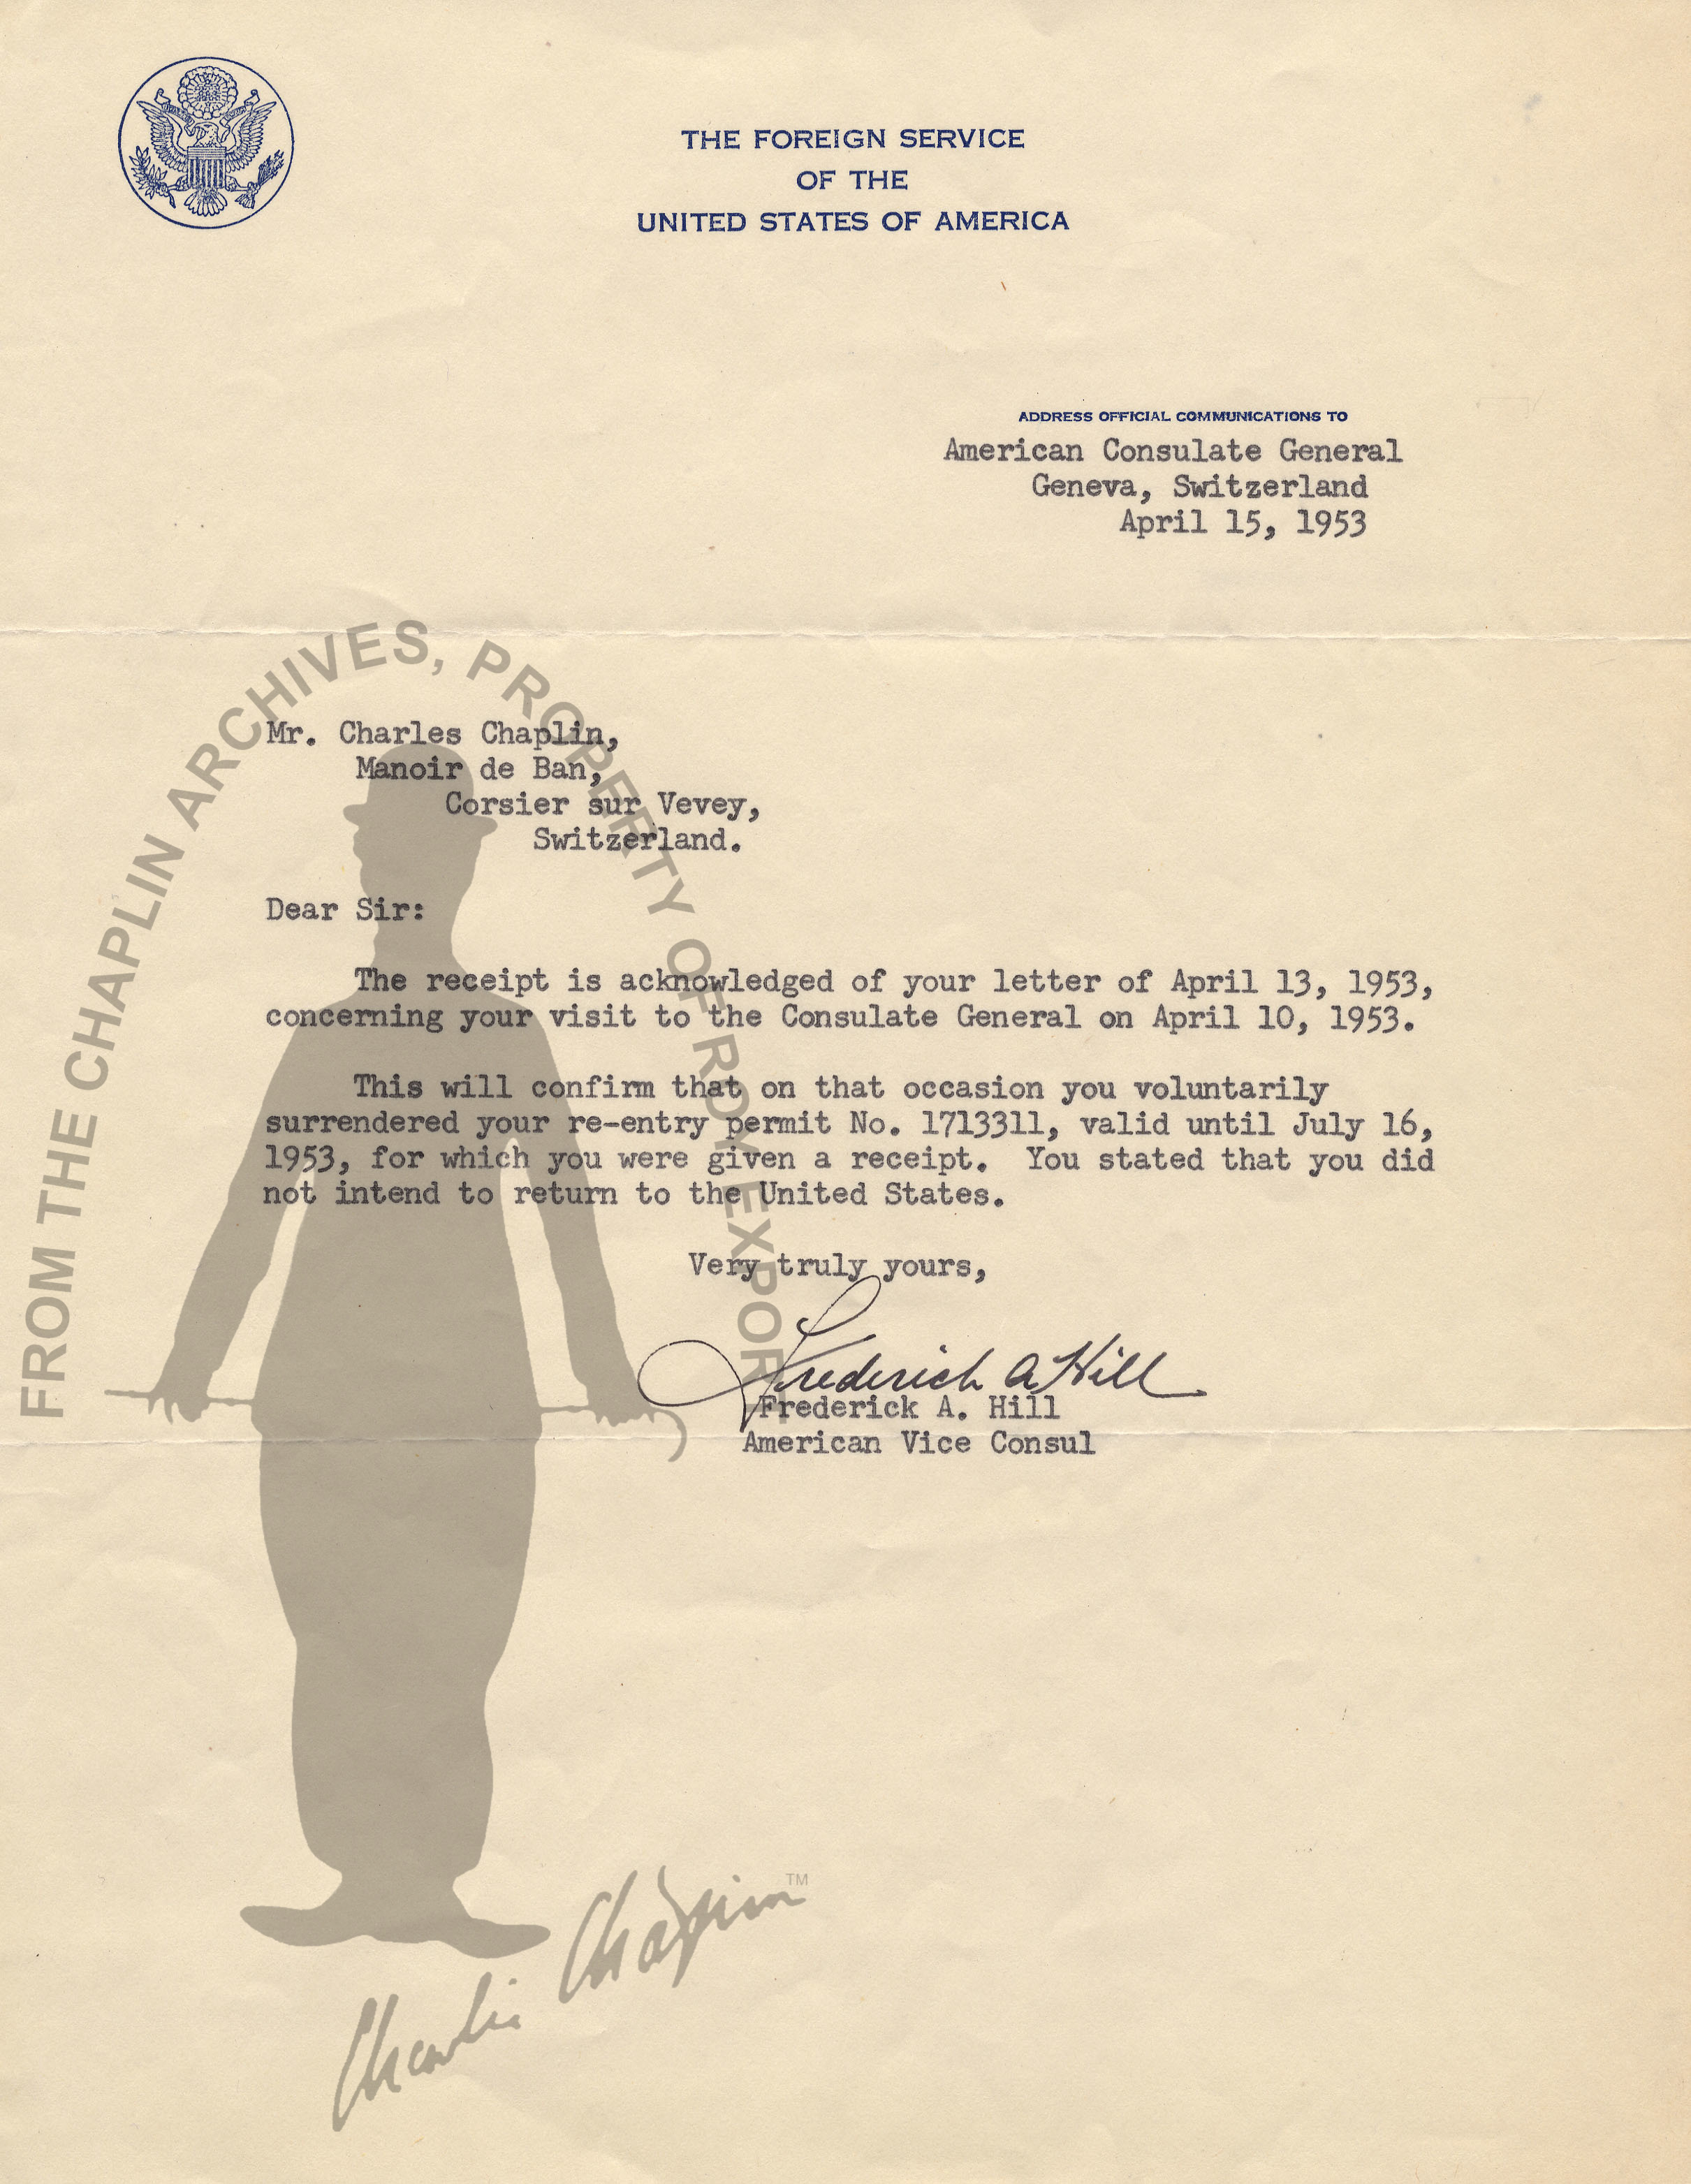 THE FOREIGN SERVICE
OF THE
UNITED STATES OF AMERICA
ADDRESS OFFICIAL COMMUNICATIONS TO
American Consulate General
Geneva, Switzerland
April 15, 1953
Mr. Charles Chaplin,
Manoir de Ban,
Corsier sur Vevey,
Switzerland.
Dear Sir:
The receipt is acknowledged of your letter of April 13, 1953,
concerning your visit to the Consulate General on April 10, 1953.
This will confirm that on that occasion you voluntarily
surrendered your re-entry permit No. 1713311, valid until July 16,
1953, for which you were given a receipt. You stated that you did
not intend to return to the United States.
Very truly yours,
Frederick A Hill
Frederick A. Hill
American Vice Consul
FROM THE CHAPLIN ARCHIVES, PROPERTY OF ROY EXPORT
Charlie Chaplin TM